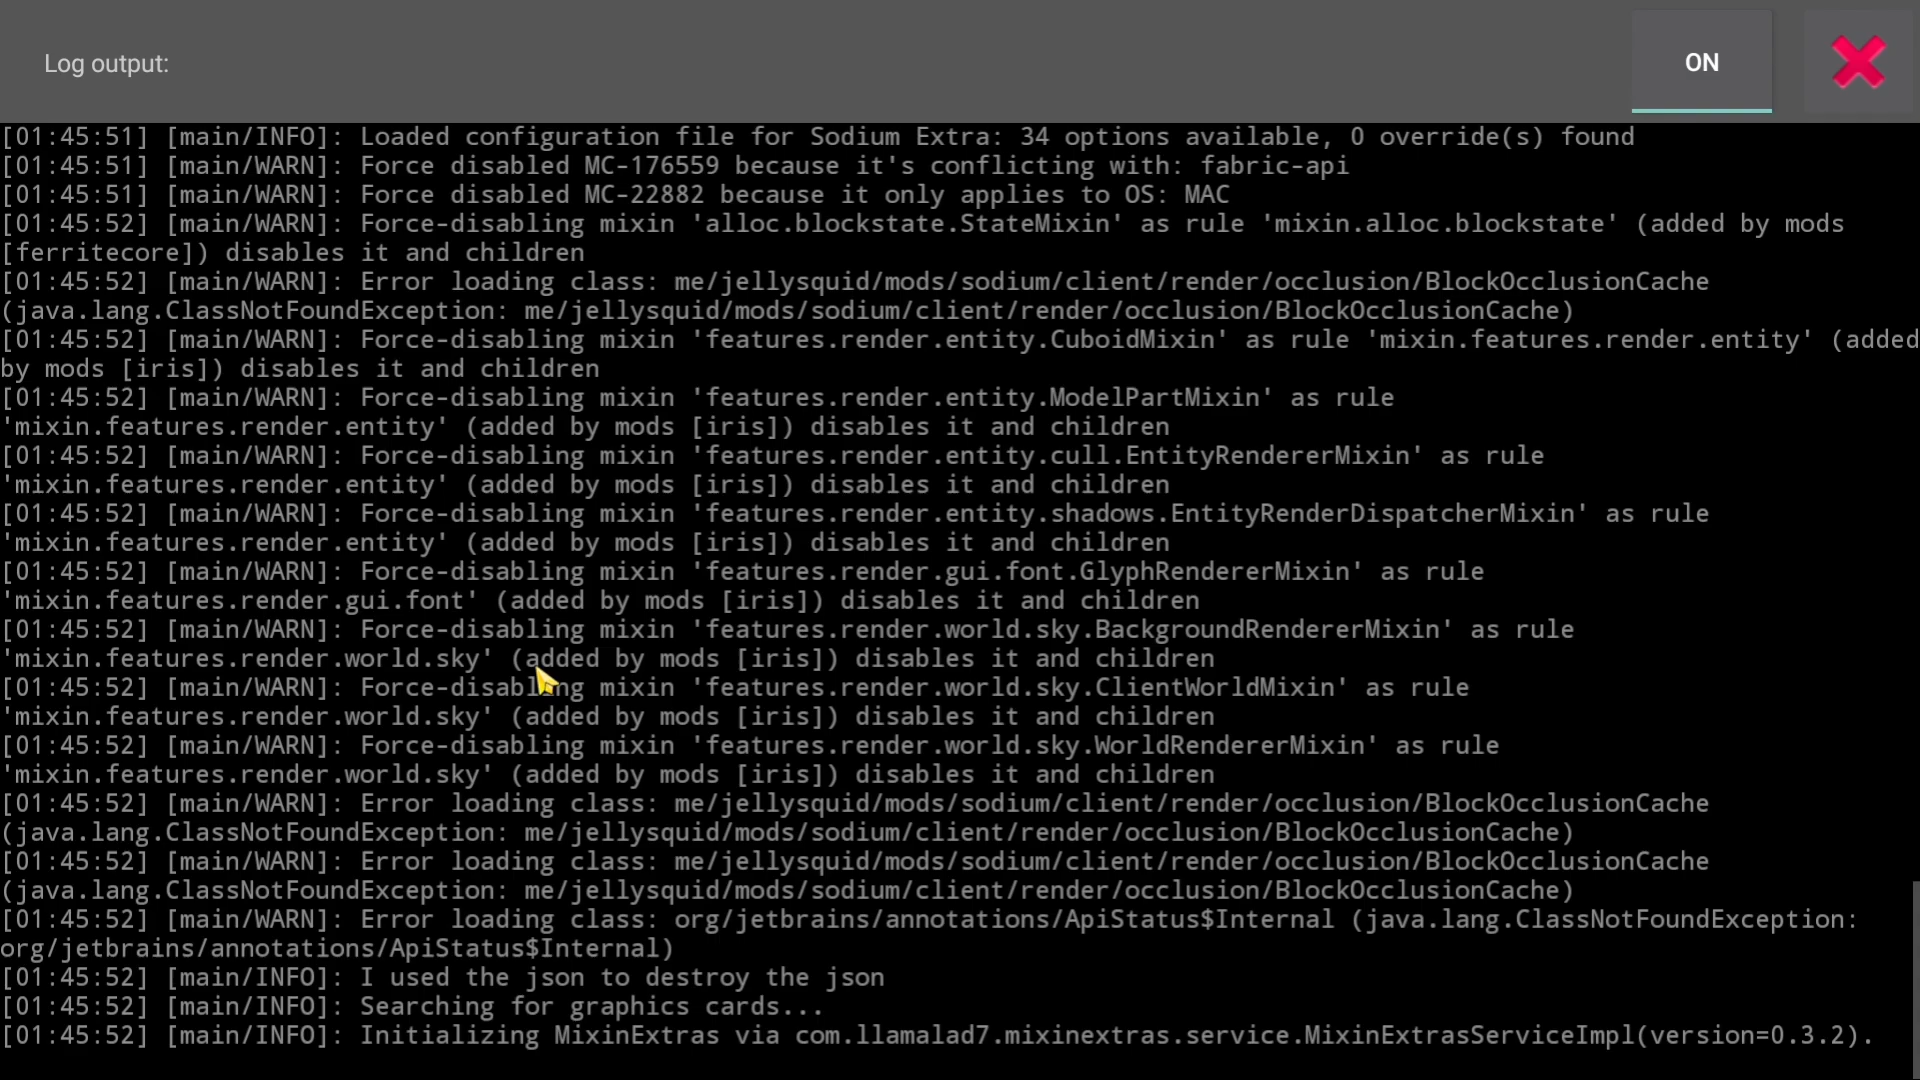 Log output:
ON
[01:45:51] [main/INFO]: Loaded configuration file for Sodium Extra: 34 options available, 0 override(s) found
[01:45:51] [main/WARN]: Force disabled MC-176559 because it's conflicting with: fabric-api
[01:45:51] [main/WARN]: Force disabled MC-22882 because it only applies to OS: MAC
[01:45:52] [main/WARN]: Force-disabling mixin 'alloc.blockstate.StateMixin' as rule 'mixin.alloc.blockstate' (added by mods
[ferritecore]) disables it and children
[01:45:52] [main/WARN]: Error loading class: me/jellysquid/mods/sodium/client/render/occlusion/BlockOcclusionCache
(java.lang.ClassNotFoundException: me/jellysquid/mods/sodium/client/render/occlusion/BlockOcclusionCache)
[01:45:52] [main/WARN]: Force-disabling mixin 'features.render.entity.CuboidMixin' as rule 'mixin.features.render.entity' (added
by mods [iris]) disables it and children
[01:45:52] [main/WARN]: Force-disabling mixin 'features.render.entity.ModelPartMixin' as rule
'mixin.features.render.entity' (added by mods [iris]) disables it and children
[01:45:52] [main/WARN]: Force-disabling mixin 'features.render.entity.cull.EntityRendererMixin' as rule
'mixin.features.render.entity' (added by mods [iris]) disables it and children
[01:45:52] [main/WARN]: Force-disabling mixin 'features.render.entity.shadows.EntityRenderDispatcherMixin' as rule
'mixin.features.render.entity' (added by mods [iris]) disables it and children
[01:45:52] [main/WARN]: Force-disabling mixin 'features.render.gui.font.GlyphRendererMixin' as rule
'mixin.features.render.gui.font' (added by mods [iris]) disables it and children
[01:45:52] [main/WARN]: Force-disabling mixin 'features.render.world.sky.BackgroundRendererMixin' as rule
'mixin.features.render.world.sky' (added by mods [iris]) disables it and children
[01:45:52] [main/WARN]: Force-disabling mixin 'features.render.world.sky.ClientWorldMixin' as rule
'mixin.features.render.world.sky' (added by mods [iris]) disables it and children
[01:45:52] [main/WARN]: Force-disabling mixin 'features.render.world.sky.WorldRendererMixin' as rule
'mixin.features.render.world.sky' (added by mods [iris]) disables it and children
[01:45:52] [main/WARN]: Error loading class: me/jellysquid/mods/sodium/client/render/occlusion/BlockOcclusionCache
(java.lang.ClassNotFoundException: me/jellysquid/mods/sodium/client/render/occlusion/BlockOcclusionCache)
[01:45:52] [main/WARN]: Error loading class: me/jellysquid/mods/sodium/client/render/occlusion/BlockOcclusionCache
(java.lang.ClassNotFoundException: me/jellysquid/mods/sodium/client/render/occlusion/BlockOcclusionCache)
[01:45:52] [main/WARN]: Error loading class: org/jetbrains/annotations/ApiStatus$Internal (java.lang.ClassNotFoundException:
org/jetbrains/annotations/ApiStatus$Internal)
[01:45:52] [main/INFO]: I used the json to destroy the json
[01:45:52] [main/INFO]: Searching for graphics cards...
[01:45:52] [main/INFO]: Initializing MixinExtras via com.llamalad7.mixinextras.service.MixinExtrasServiceImpl(version=0.3.2).